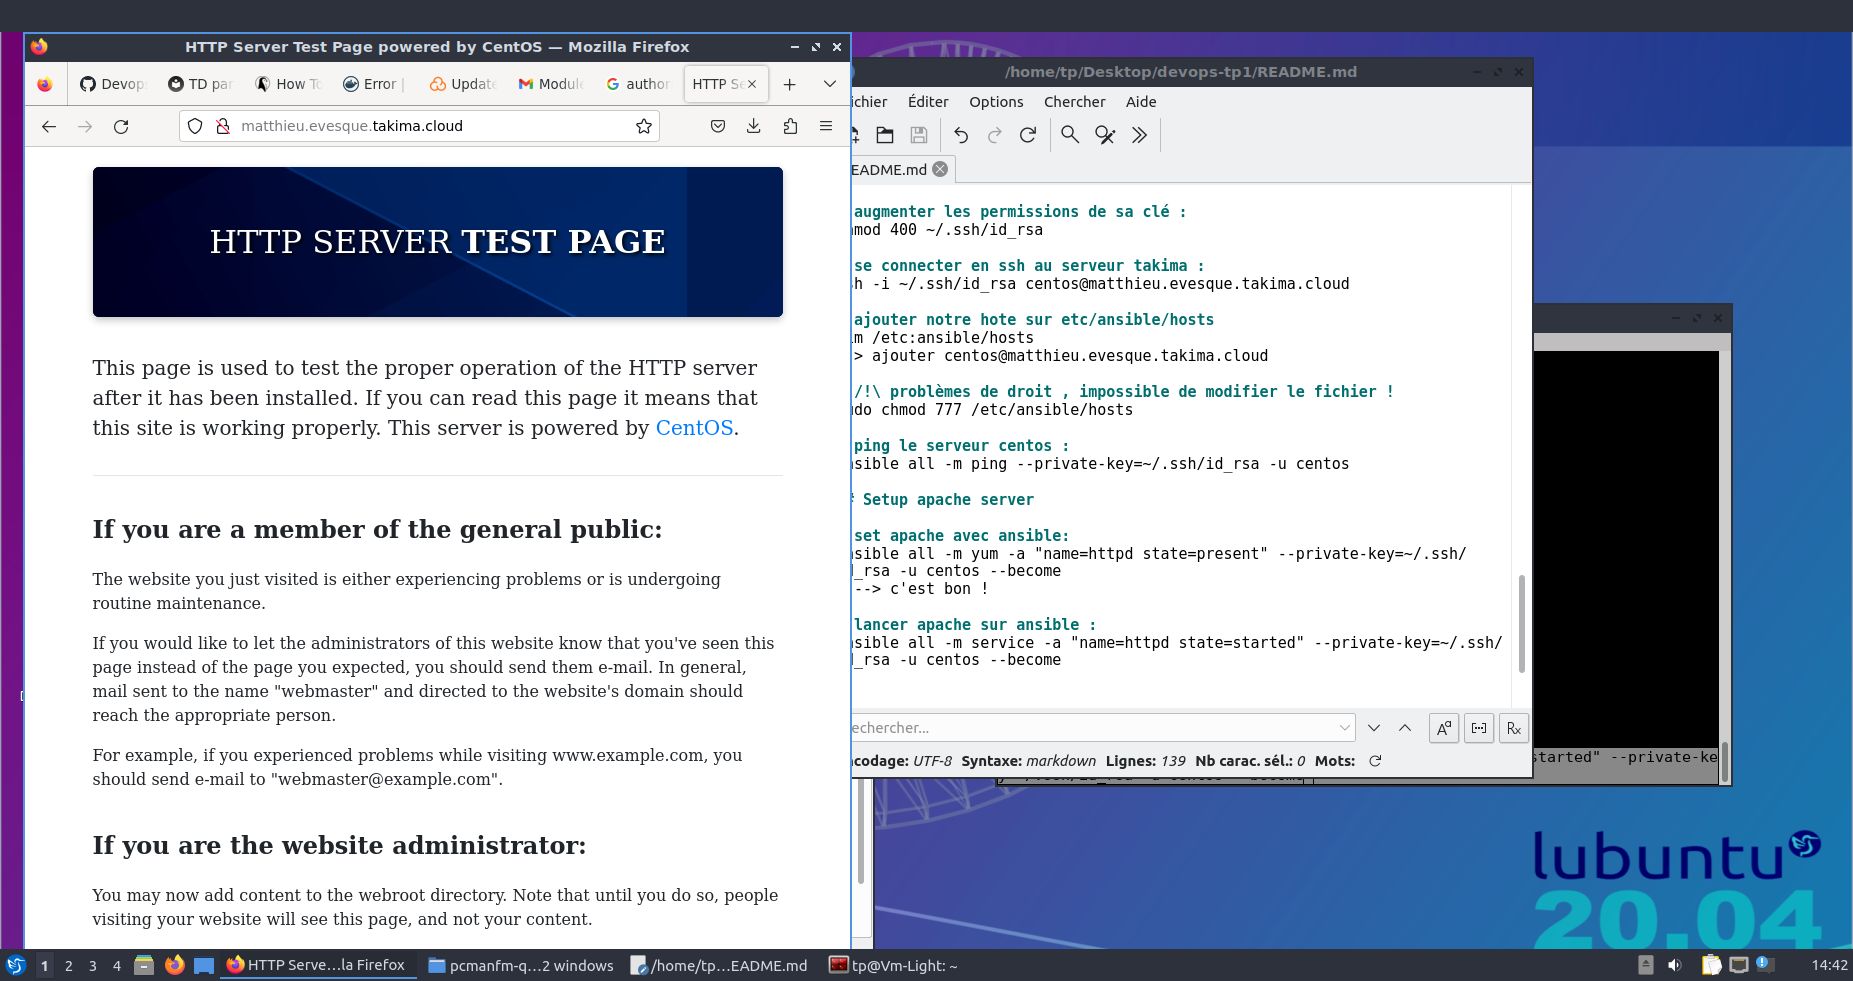 HTTP Server Test Page powered by CentOS — Mozilla Firefox
Devop
TD par
How To
Error |
Update
Module
author
HTTP Se
matthieu.evesque.takima.cloud
HTTP SERVER TEST PAGE
This page is used to test the proper operation of the HTTP server
after it has been installed. If you can read this page it means that
this site is working properly. This server is powered by CentOS.
If you are a member of the general public:
The website you just visited is either experiencing problems or is undergoing
routine maintenance.
If you would like to let the administrators of this website know that you've seen this
page instead of the page you expected, you should send them e-mail. In general,
mail sent to the name "webmaster" and directed to the website's domain should
reach the appropriate person.
For example, if you experienced problems while visiting www.example.com, you
should send e-mail to "webmaster@example.com".
If you are the website administrator:
You may now add content to the webroot directory. Note that until you do so, people
visiting your website will see this page, and not your content.
/home/tp/Desktop/devops-tp1/README.md
ichier Éditer Options Chercher Aide
EADME.md
augmenter les permissions de sa clé :
mod 400 ~/.ssh/id_rsa
se connecter en ssh au serveur takima :
h -i ~/.ssh/id_rsa centos@matthieu.evesque.takima.cloud
ajouter notre hote sur etc/ansible/hosts
m /etc:ansible/hosts
> ajouter centos@matthieu.evesque.takima.cloud
/!\ problèmes de droit , impossible de modifier le fichier !
do chmod 777 /etc/ansible/hosts
ping le serveur centos :
sible all -m ping --private-key=~/.ssh/id_rsa -u centos
# Setup apache server
set apache avec ansible:
sible all -m yum -a "name=httpd state=present" --private-key=~/.ssh/
_rsa -u centos --become
--> c'est bon !
lancer apache sur ansible :
sible all -m service -a "name=httpd state=started" --private-key=~/.ssh/
_rsa -u centos --become
echercher...
codage: UTF-8 Syntaxe: markdown Lignes: 139 Nb carac. sél.: 0 Mots:
started" --private-ke
lubuntu
20.04
1 2 3 4
HTTP Serve...la Firefox
pcmanfm-q...2 windows
/home/tp...EADME.md
tp@Vm-Light: ~
14:42